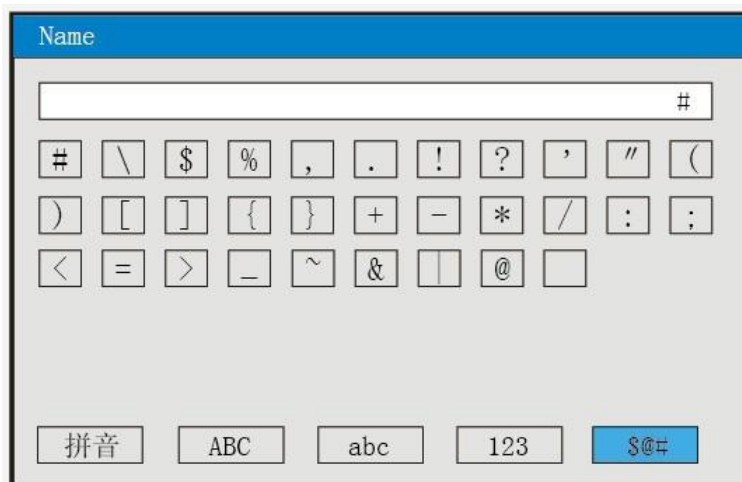 Name
#
# \ $ % , . ! ? ’ ″ (
) [ ] { } + - * / : ;
< = > _ ~ & | @
拼音 ABC abc 123 $@#